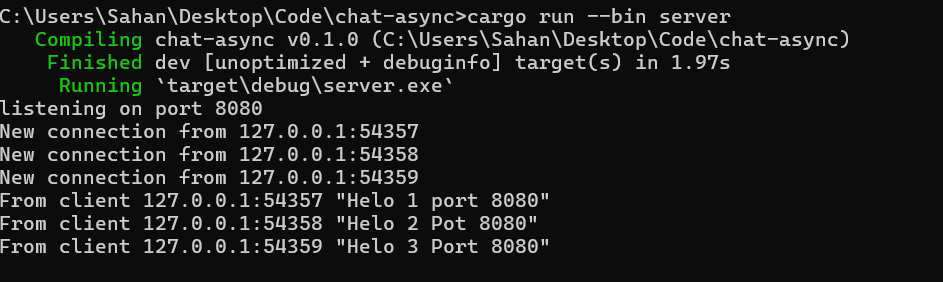 C:\Users\Sahan\Desktop\Code\chat-async>cargo run --bin server
Compiling chat-async v0.1.0 (C:\Users\Sahan\Desktop\Code\chat-async)
Finished dev [unoptimized + debuginfo] target(s) in 1.97s
Running `target\debug\server.exe`
listening on port 8080
New connection from 127.0.0.1:54357
New connection from 127.0.0.1:54358
New connection from 127.0.0.1:54359
From client 127.0.0.1:54357 "Helo 1 port 8080"
From client 127.0.0.1:54358 "Helo 2 Pot 8080"
From client 127.0.0.1:54359 "Helo 3 Port 8080"